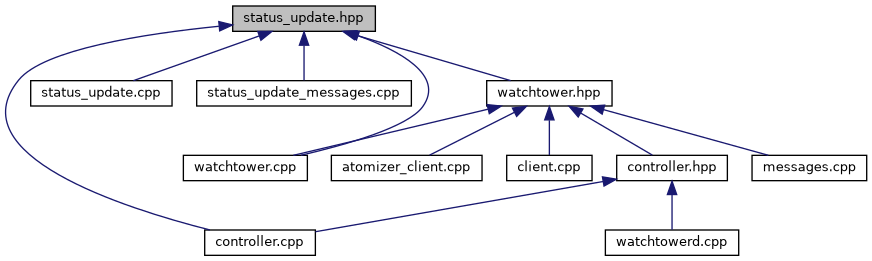 status_update.hpp
status_update.cpp
status_update_messages.cpp
watchtower.hpp
watchtower.cpp
atomizer_client.cpp
client.cpp
controller.hpp
messages.cpp
controller.cpp
watchtowerd.cpp